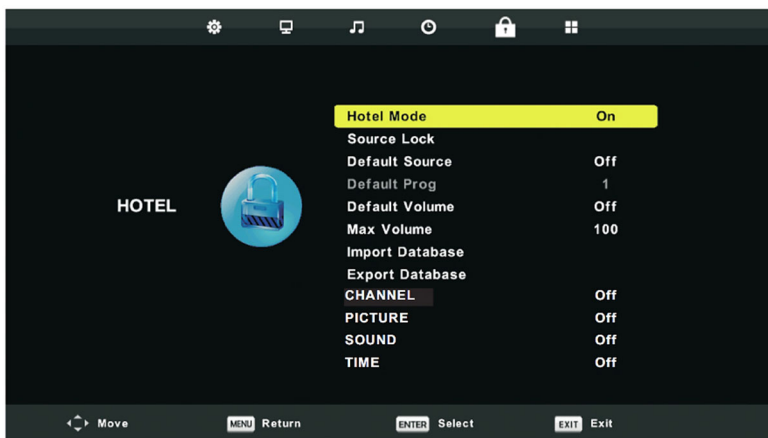 Hotel Mode On
Source Lock
Default Source Off
Default Prog 1
HOTEL
Default Volume Off
Max Volume 100
Import Database
Export Database
CHANNEL Off
PICTURE Off
SOUND Off
TIME Off
Move MENU Return ENTER Select EXIT Exit